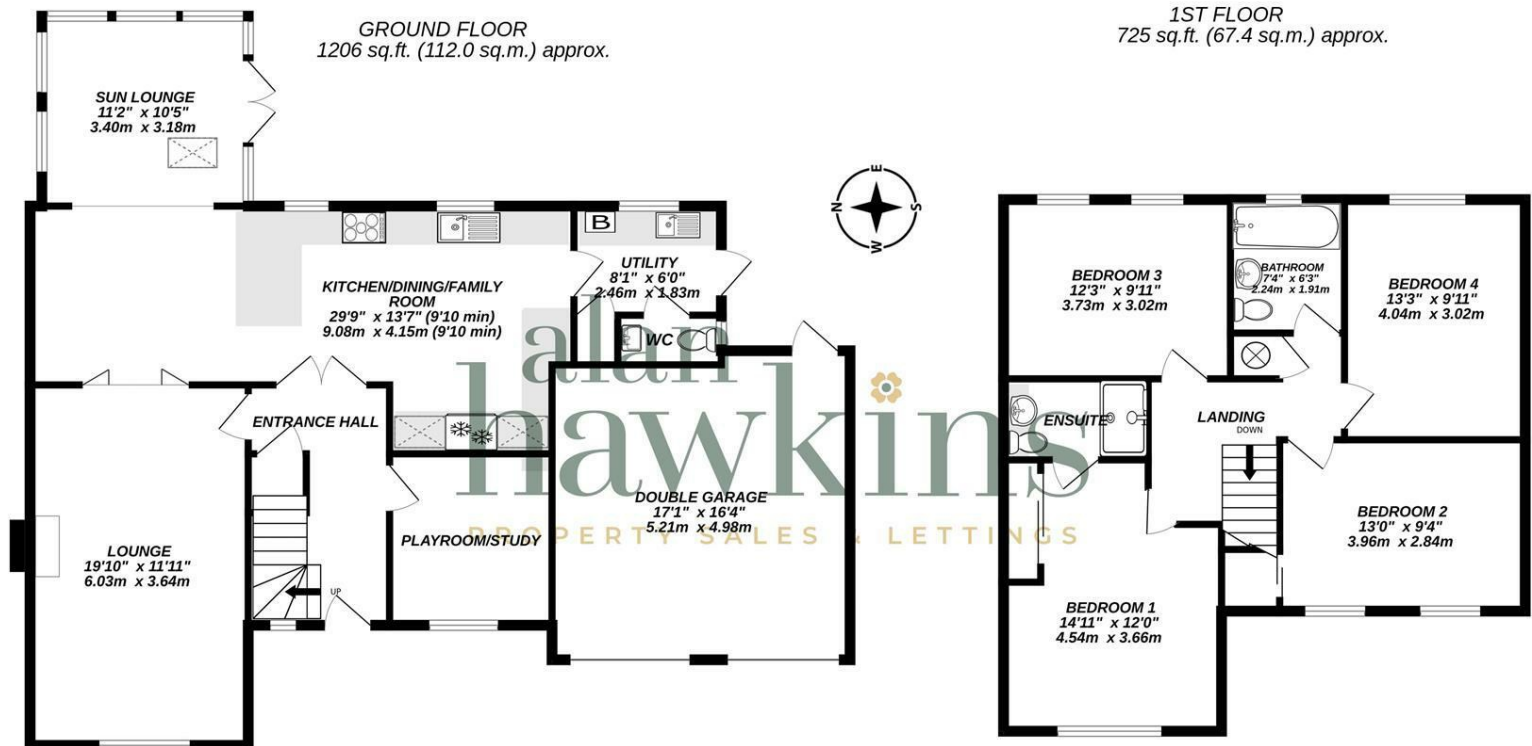 GROUND FLOOR
1206 sq.ft. (112.0 sq.m.) approx.
1ST FLOOR
725 sq.ft. (67.4 sq.m.) approx.
SUN LOUNGE
11'2" x 10'5"
3.40m x 3.18m
N
E
S
W
B
UTILITY
8'1" x 6'0"
2.46m x 1.83m
KITCHEN/DINING/FAMILY
ROOM
29'9" x 13'7" (9'10 min)
9.08m x 4.15m (9'10 min)
WC
ENTRANCE HALL
LOUNGE
19'10" x 11'11"
6.03m x 3.64m
UP
PLAYROOM/STUDY
DOUBLE GARAGE
17'1" x 16'4"
5.21m x 4.98m
BEDROOM 3
12'3" x 9'11"
3.73m x 3.02m
BATHROOM
7'4" x 6'3"
2.24m x 1.91m
BEDROOM 4
13'3" x 9'11"
4.04m x 3.02m
ENSUITE
LANDING
DOWN
BEDROOM 2
13'0" x 9'4"
3.96m x 2.84m
BEDROOM 1
14'11" x 12'0"
4.54m x 3.66m
alan
hawkins
PROPERTY SALES & LETTINGS